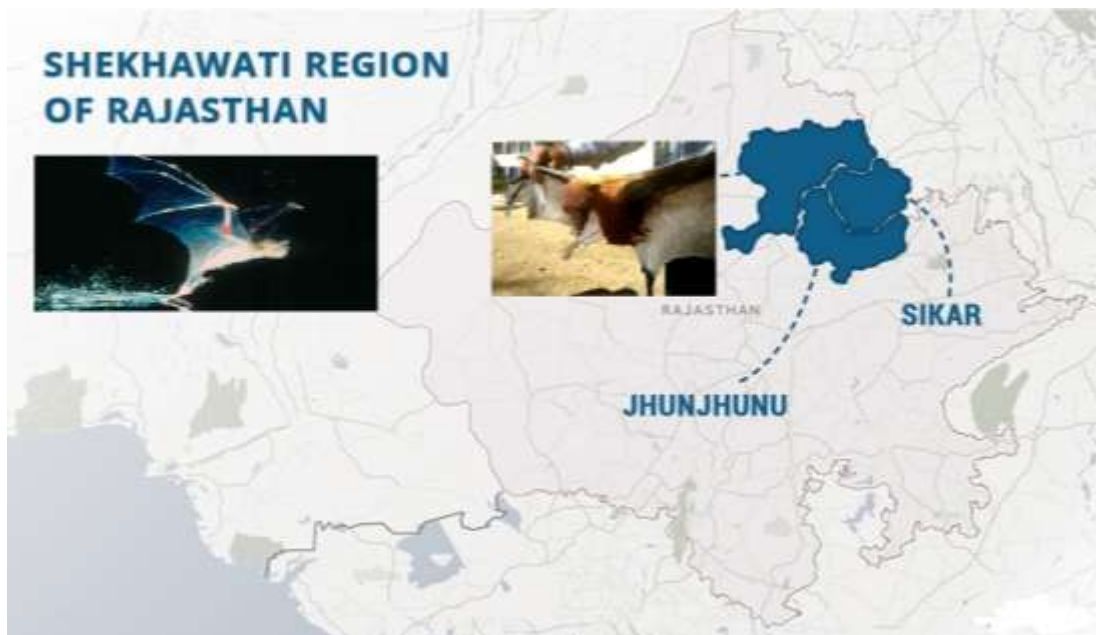 SHEKHAWATI REGION
OF RAJASTHAN
RAJASTHAN
SIKAR
JHUNJHUNU